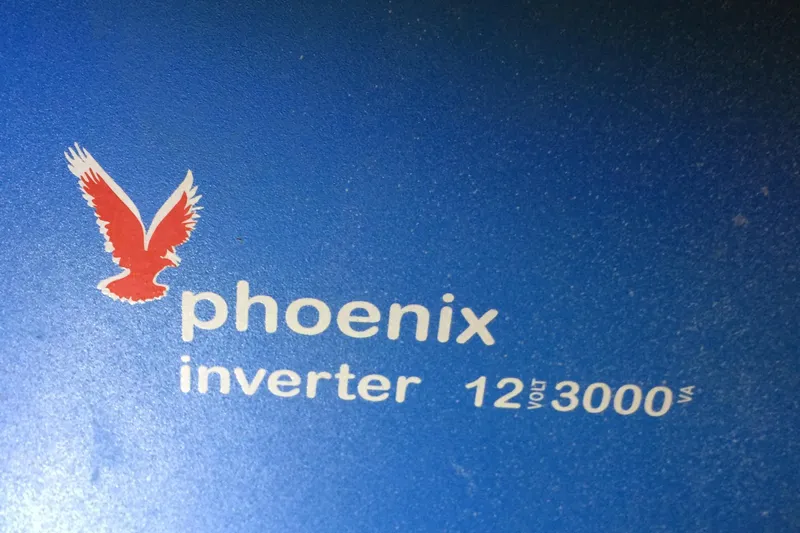 phoenix
inverter 12 VOLT 3000 VA